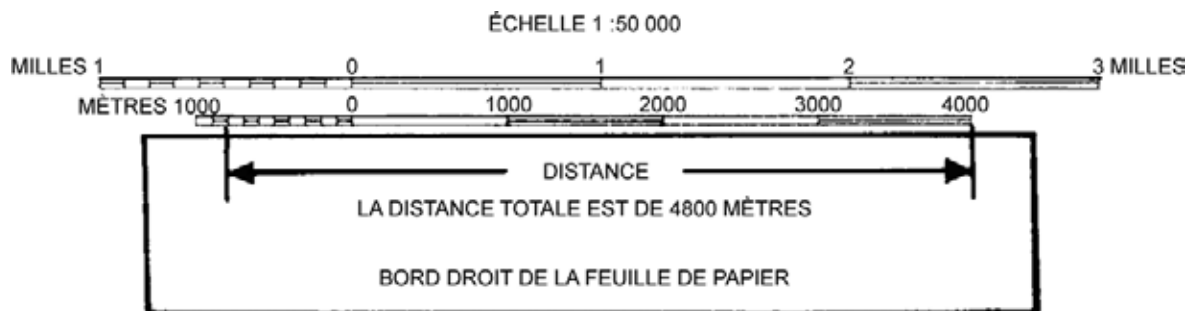 ÉCHELLE 1 :50 000
MILLES 1 0 1 2 3 MILLES
MÈTRES 1000 0 1000 2000 3000 4000
DISTANCE
LA DISTANCE TOTALE EST DE 4800 MÈTRES
BORD DROIT DE LA FEUILLE DE PAPIER